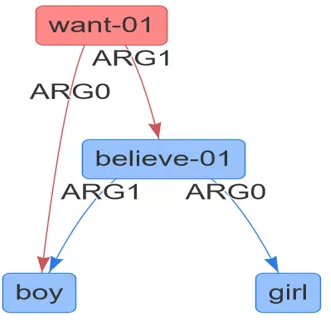 want-01
ARG1
ARG0
believe-01
ARG1 ARG0
boy girl